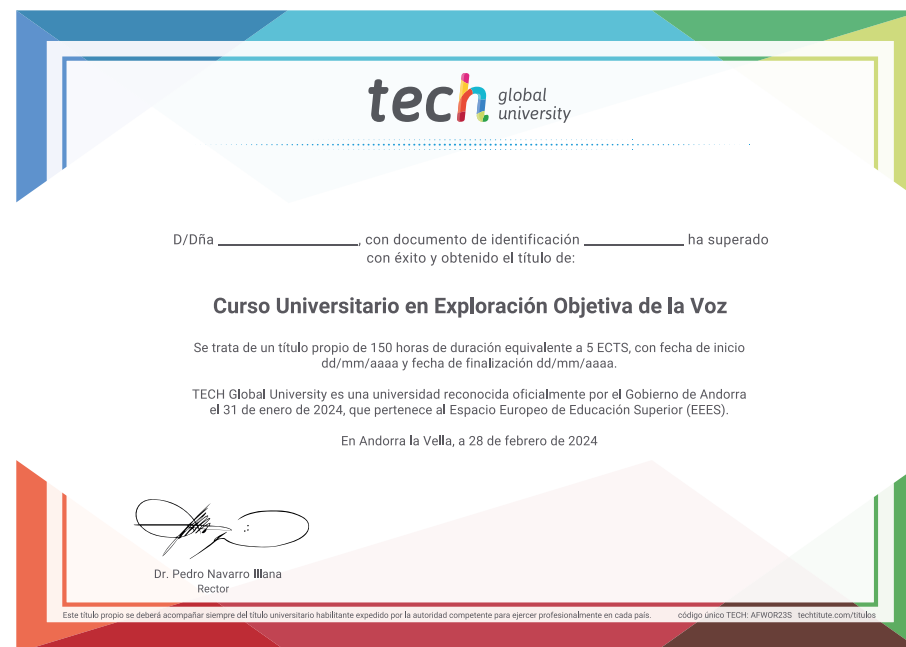 tech global university
D/Dña ____________________, con documento de identificación ______________ ha superado
con éxito y obtenido el título de:
Curso Universitario en Exploración Objetiva de la Voz
Se trata de un título propio de 150 horas de duración equivalente a 5 ECTS, con fecha de inicio
dd/mm/aaaa y fecha de finalización dd/mm/aaaa.
TECH Global University es una universidad reconocida oficialmente por el Gobierno de Andorra
el 31 de enero de 2024, que pertenece al Espacio Europeo de Educación Superior (EEES).
En Andorra la Vella, a 28 de febrero de 2024
Dr. Pedro Navarro Illana
Rector
Este título propio se deberá acompañar siempre del título universitario habilitante expedido por la autoridad competente para ejercer profesionalmente en cada país. código único TECH: AFWOR23S techtitute.com/titulos